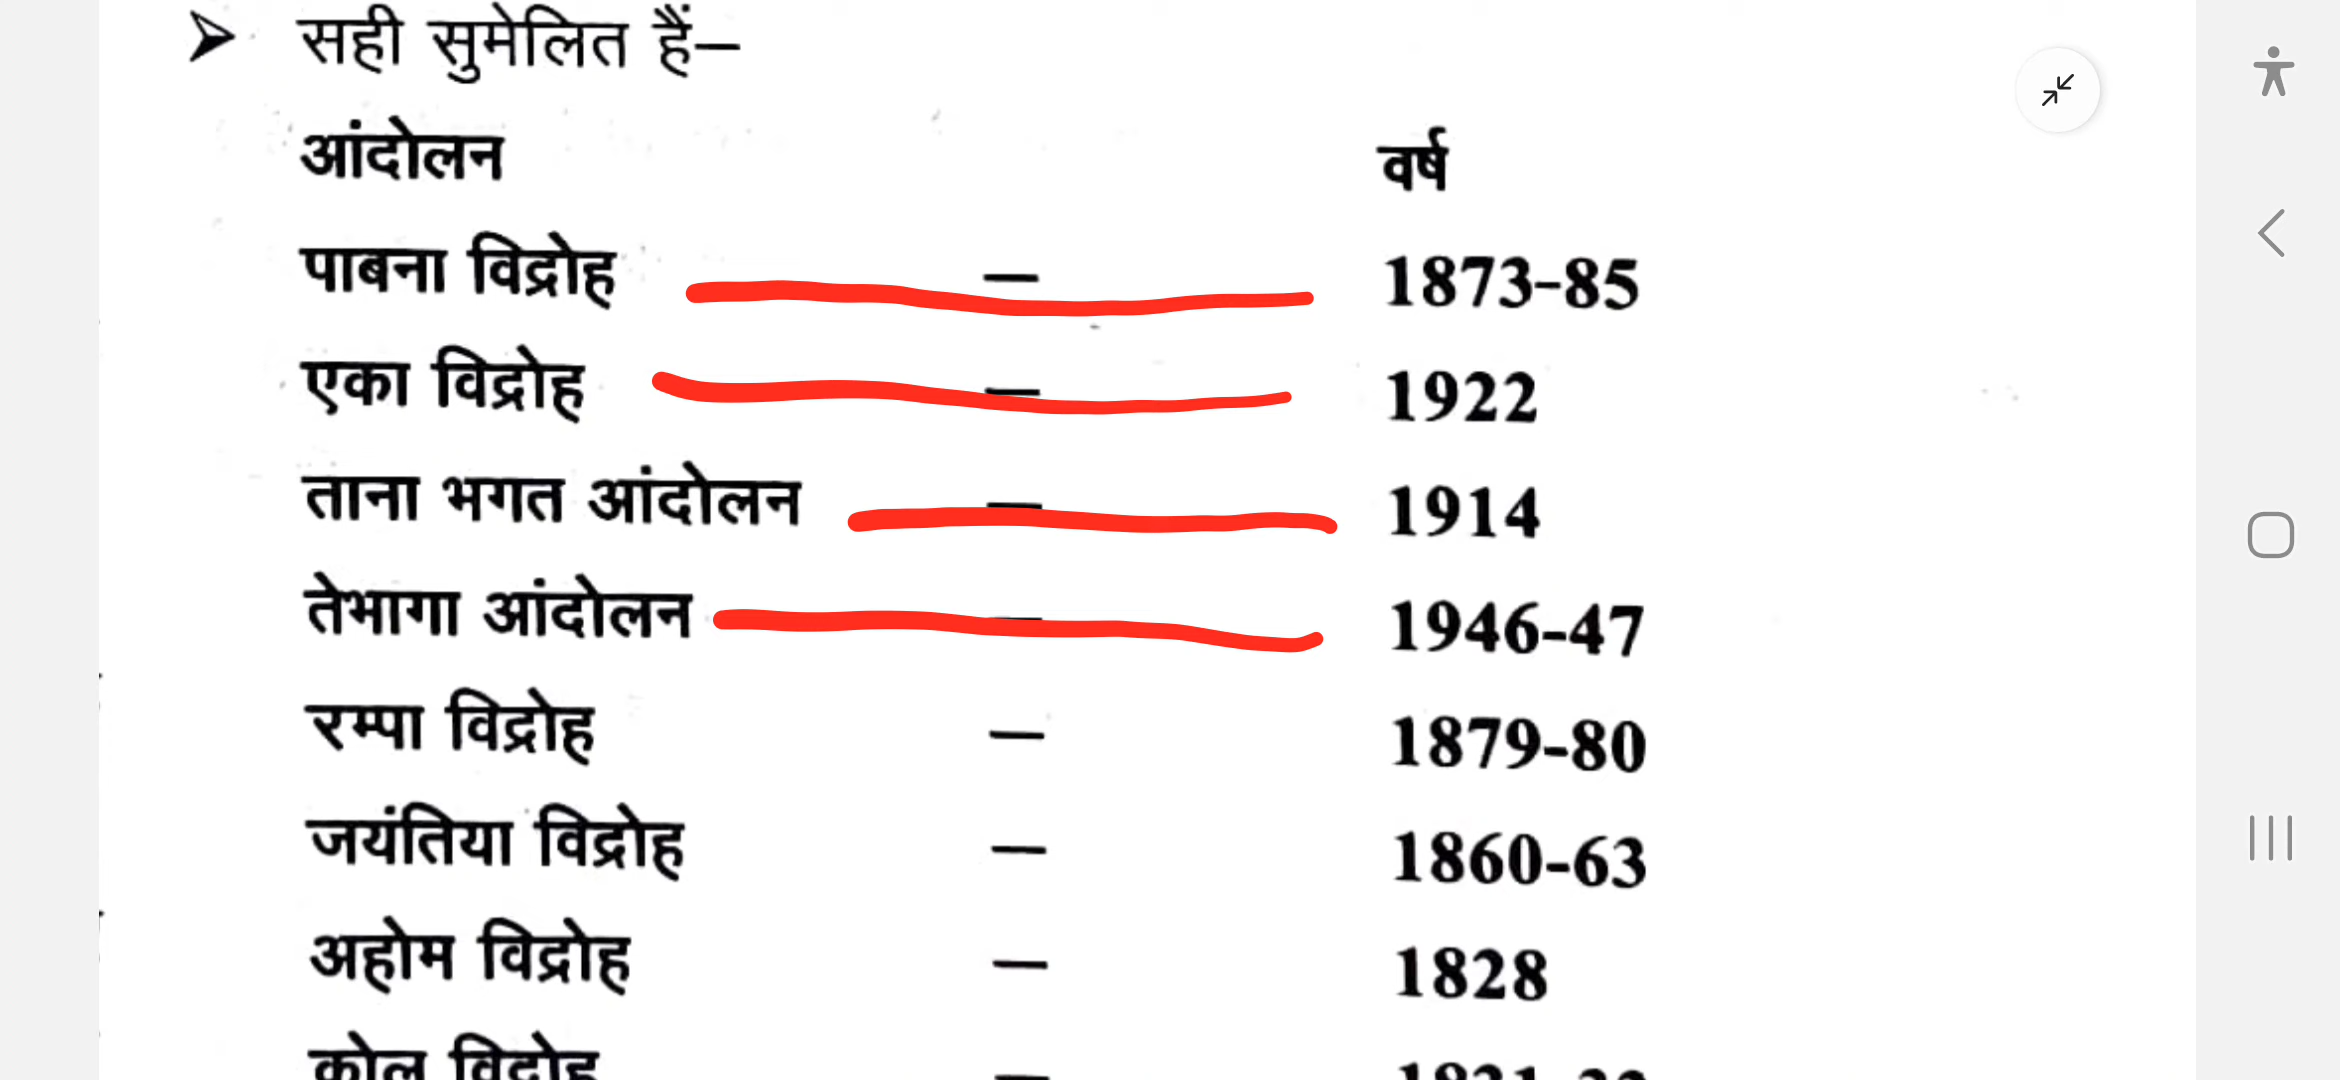 ➤ सही सुमेलित हैं–
आंदोलन वर्ष
पाबना विद्रोह – 1873-85
एका विद्रोह – 1922
ताना भगत आंदोलन – 1914
तेभागा आंदोलन – 1946-47
रम्पा विद्रोह – 1879-80
जयंतिया विद्रोह – 1860-63
अहोम विद्रोह – 1828
कोल विद्रोह –